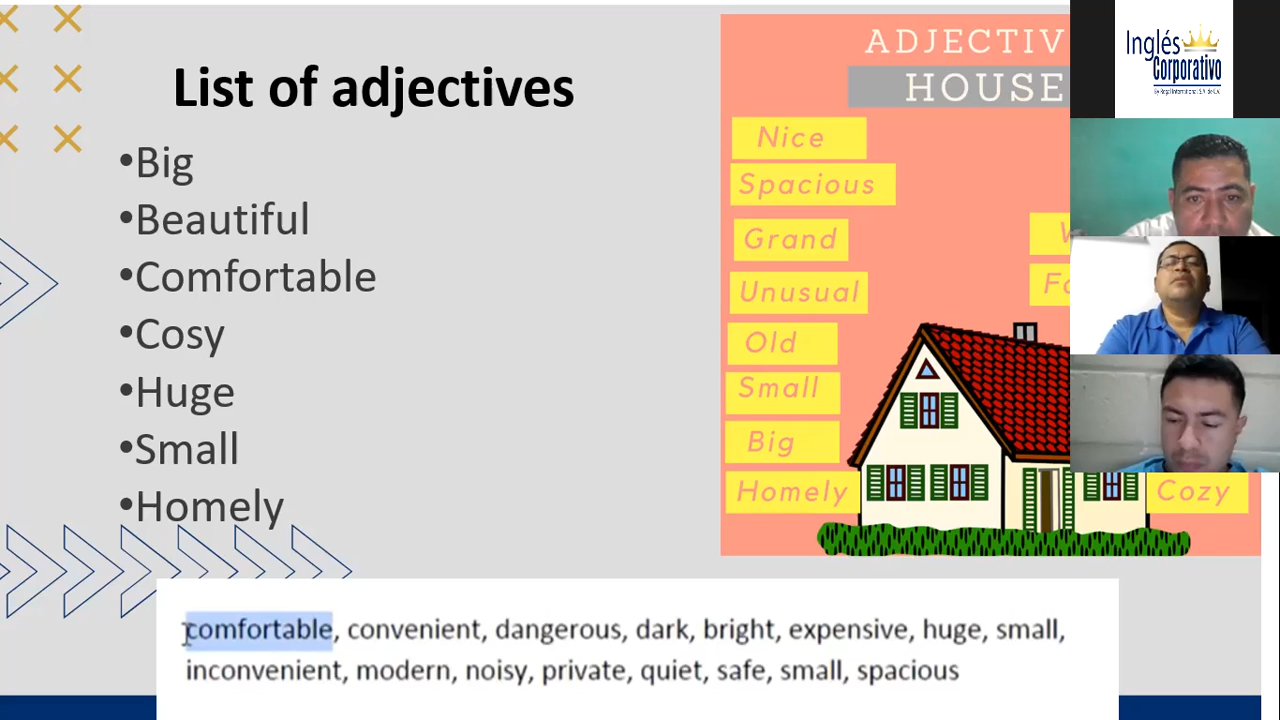 List of adjectives
•Big
•Beautiful
•Comfortable
•Cosy
•Huge
•Small
•Homely
ADJECTIV
HOUSE
Nice
Spacious
Grand
Unusual
Old
Small
Big
Homely
Cozy
Inglés
Corporativo
comfortable, convenient, dangerous, dark, bright, expensive, huge, small,
inconvenient, modern, noisy, private, quiet, safe, small, spacious